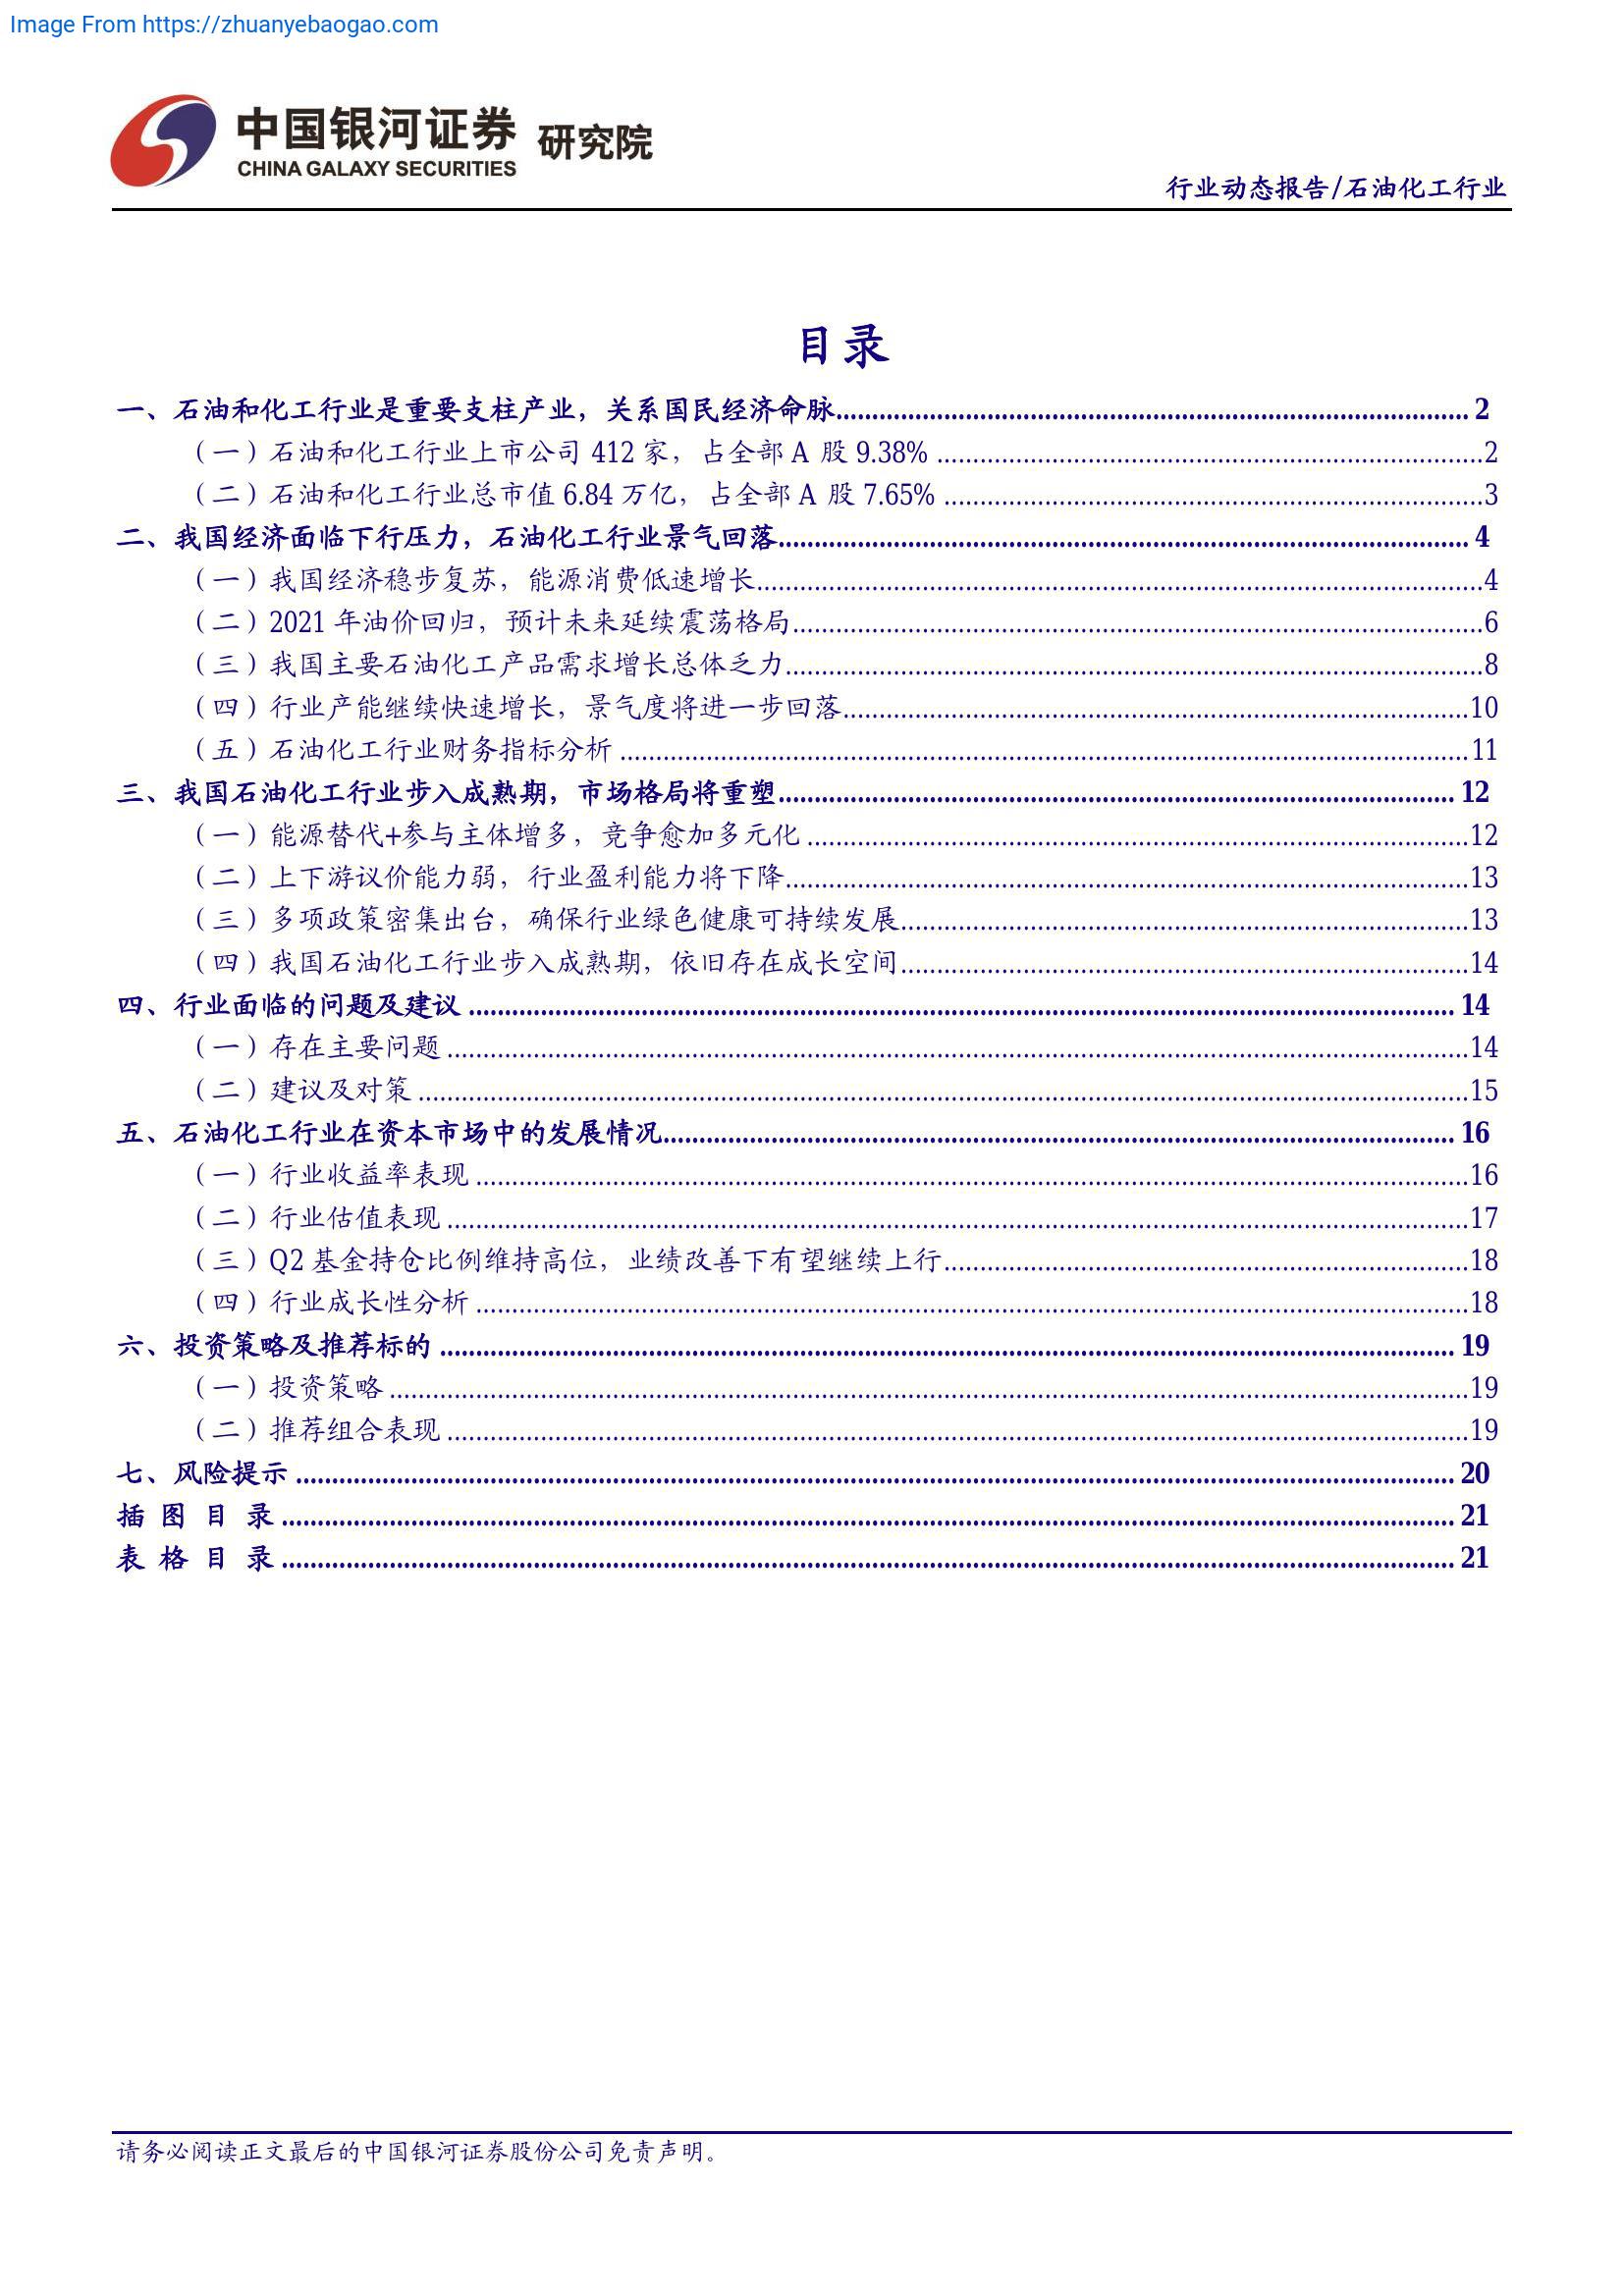 Image From https://zhuanyebaogao.com
中国银河证券 研究院
CHINA GALAXY SECURITIES
行业动态报告/石油化工行业
目录
一、石油和化工行业是重要支柱产业，关系国民经济命脉 2
（一）石油和化工行业上市公司 412 家，占全部 A 股 9.38% 2
（二）石油和化工行业总市值 6.84 万亿，占全部 A 股 7.65% 3
二、我国经济面临下行压力，石油化工行业景气回落 4
（一）我国经济稳步复苏，能源消费低速增长 4
（二）2021 年油价回归，预计未来延续震荡格局 6
（三）我国主要石油化工产品需求增长总体乏力 8
（四）行业产能继续快速增长，景气度将进一步回落 10
（五）石油化工行业财务指标分析 11
三、我国石油化工行业步入成熟期，市场格局将重塑 12
（一）能源替代+参与主体增多，竞争愈加多元化 12
（二）上下游议价能力弱，行业盈利能力将下降 13
（三）多项政策密集出台，确保行业绿色健康可持续发展 13
（四）我国石油化工行业步入成熟期，依旧存在成长空间 14
四、行业面临的问题及建议 14
（一）存在主要问题 14
（二）建议及对策 15
五、石油化工行业在资本市场中的发展情况 16
（一）行业收益率表现 16
（二）行业估值表现 17
（三）Q2 基金持仓比例维持高位，业绩改善下有望继续上行 18
（四）行业成长性分析 18
六、投资策略及推荐标的 19
（一）投资策略 19
（二）推荐组合表现 19
七、风险提示 20
插 图 目 录 21
表 格 目 录 21
请务必阅读正文最后的中国银河证券股份公司免责声明。